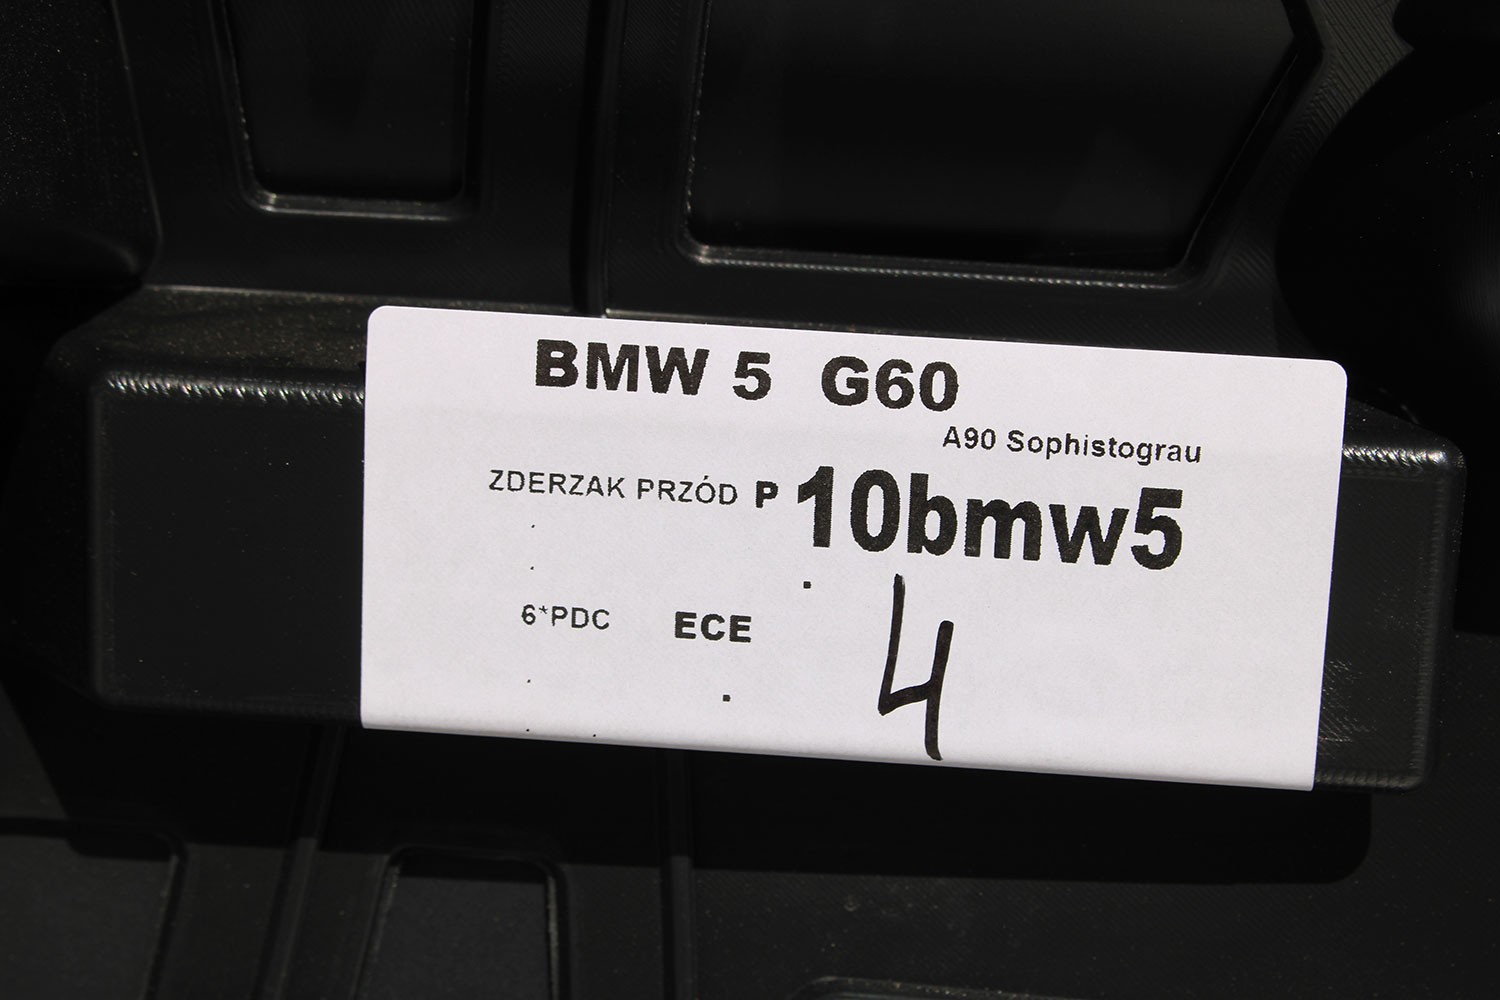 BMW 5 G60
A90 Sophistograu
ZDERZAK PRZÓD P 10bmw5
6*PDC ECE
4